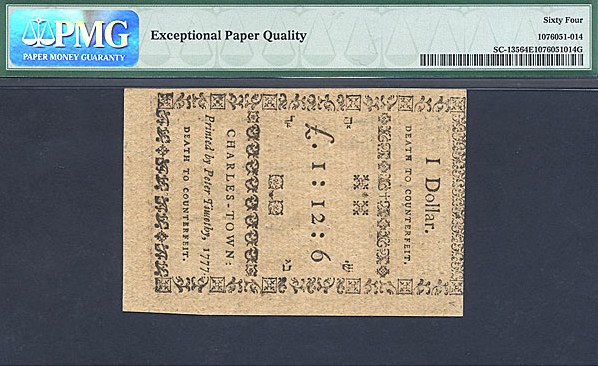 PMG
PAPER MONEY GUARANTY
Exceptional Paper Quality
Sixty Four
1076051-014
SC-13564E1076051014G
1 Dollar.
DEATH TO COUNTERFEIT.
£. 1 : 12 : 6
CHARLES-TOWN:
Printed by Peter Timothy, 1777.
DEATH TO COUNTERFEIT.